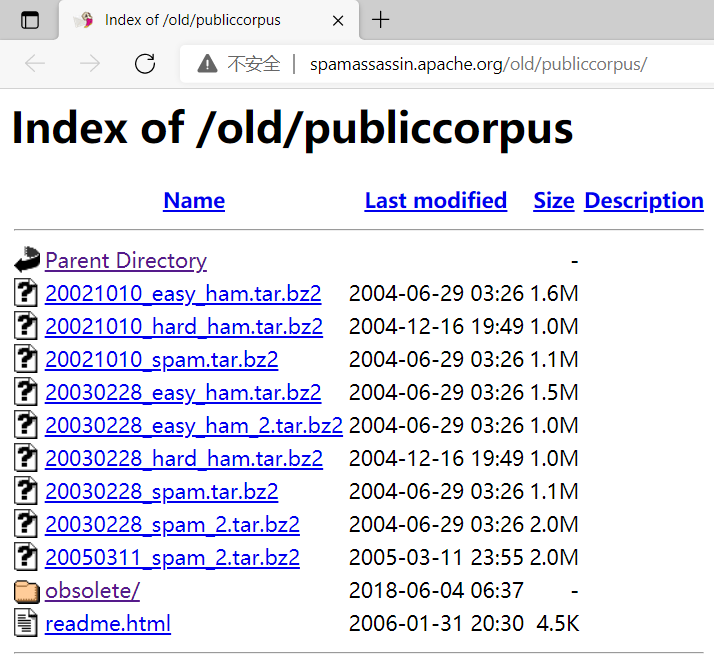 Index of /old/publiccorpus
不安全 | spamassassin.apache.org/old/publiccorpus/
Index of /old/publiccorpus
Name Last modified Size Description
Parent Directory -
20021010_easy_ham.tar.bz2 2004-06-29 03:26 1.6M
20021010_hard_ham.tar.bz2 2004-12-16 19:49 1.0M
20021010_spam.tar.bz2 2004-06-29 03:26 1.1M
20030228_easy_ham.tar.bz2 2004-06-29 03:26 1.5M
20030228_easy_ham_2.tar.bz2 2004-06-29 03:26 1.0M
20030228_hard_ham.tar.bz2 2004-12-16 19:49 1.0M
20030228_spam.tar.bz2 2004-06-29 03:26 1.1M
20030228_spam_2.tar.bz2 2004-06-29 03:26 2.0M
20050311_spam_2.tar.bz2 2005-03-11 23:55 2.0M
obsolete/ 2018-06-04 06:37 -
readme.html 2006-01-31 20:30 4.5K